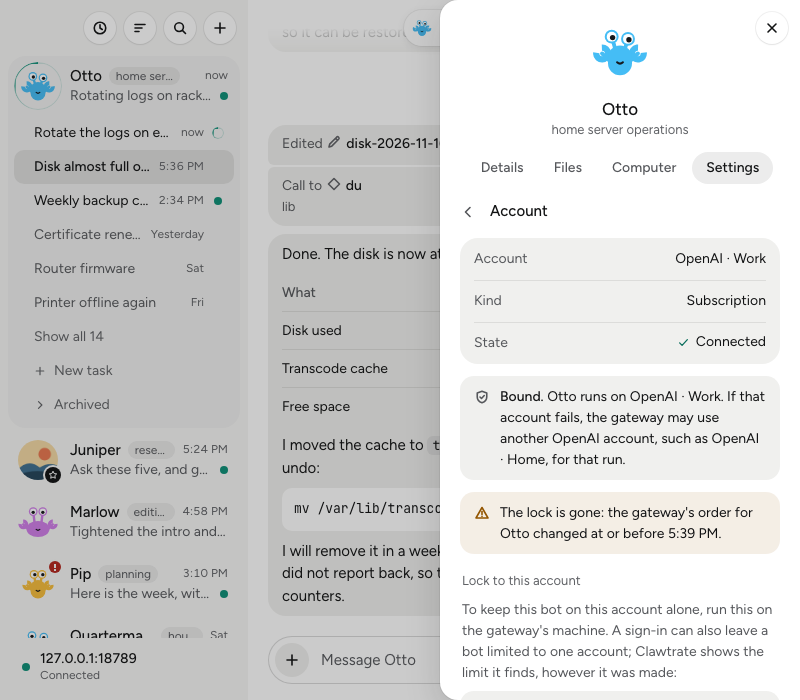 Otto
home ser...
now
Rotating logs on rack...
Rotate the logs on e...
now
Disk almost full o...
5:36 PM
Weekly backup c...
2:34 PM
Certificate rene...
Yesterday
Router firmware
Sat
Printer offline again
Fri
Show all 14
New task
Archived
Juniper
rese...
5:24 PM
Ask these five, and g...
Marlow
editi...
4:58 PM
Tightened the intro and...
Pip
planning
3:10 PM
Here is the week, wit...
Quarterma
hou
Sat
127.0.0.1:18789
Connected
so it can be restor
Edited disk-2026-11-1
Call to du
lib
Done. The disk is now at
What
Disk used
Transcode cache
Free space
I moved the cache to
undo:
mv /var/lib/transco
I will remove it in a week
did not report back, so t
counters.
Message Otto
Otto
home server operations
Details
Files
Computer
Settings
Account
Account
OpenAI · Work
Kind
Subscription
State
Connected
Bound. Otto runs on OpenAI · Work. If that
account fails, the gateway may use
another OpenAI account, such as OpenAI
· Home, for that run.
The lock is gone: the gateway's order for
Otto changed at or before 5:39 PM.
Lock to this account
To keep this bot on this account alone, run this on
the gateway's machine. A sign-in can also leave a
bot limited to one account; Clawtrate shows the
limit it finds, however it was made: